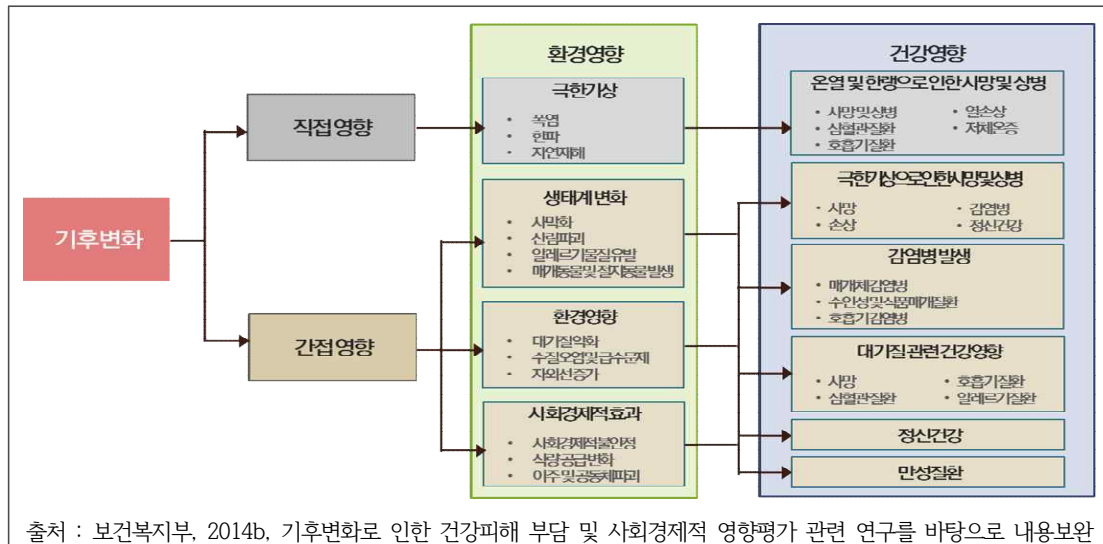 환경영향
건강영향
기후변화
직접 영향
간접 영향
극한기상
• 폭염
• 한파
• 자연재해
생태계 변화
• 사막화
• 산림파괴
• 알레르기물질유발
• 매개동물 및 절지동물발생
환경영향
• 대기질악화
• 수질오염및급수문제
• 자외선증가
사회경제적효과
• 사회경제적불안정
• 식량공급변화
• 이주 및 공동체파괴
온열 및 한랭으로 인한 사망 및 상병
• 사망 및 상병
• 심혈관질환
• 호흡기질환
• 열손상
• 저체온증
극한기상으로인한사망및상병
• 사망
• 손상
• 감염병
• 정신건강
감염병 발생
• 매개체감염병
• 수인성및식품매개질환
• 호흡기감염병
대기질 관련 건강영향
• 사망
• 심혈관질환
• 호흡기질환
• 알레르기질환
정신건강
만성질환
출처 : 보건복지부, 2014b, 기후변화로 인한 건강피해 부담 및 사회경제적 영향평가 관련 연구를 바탕으로 내용보완